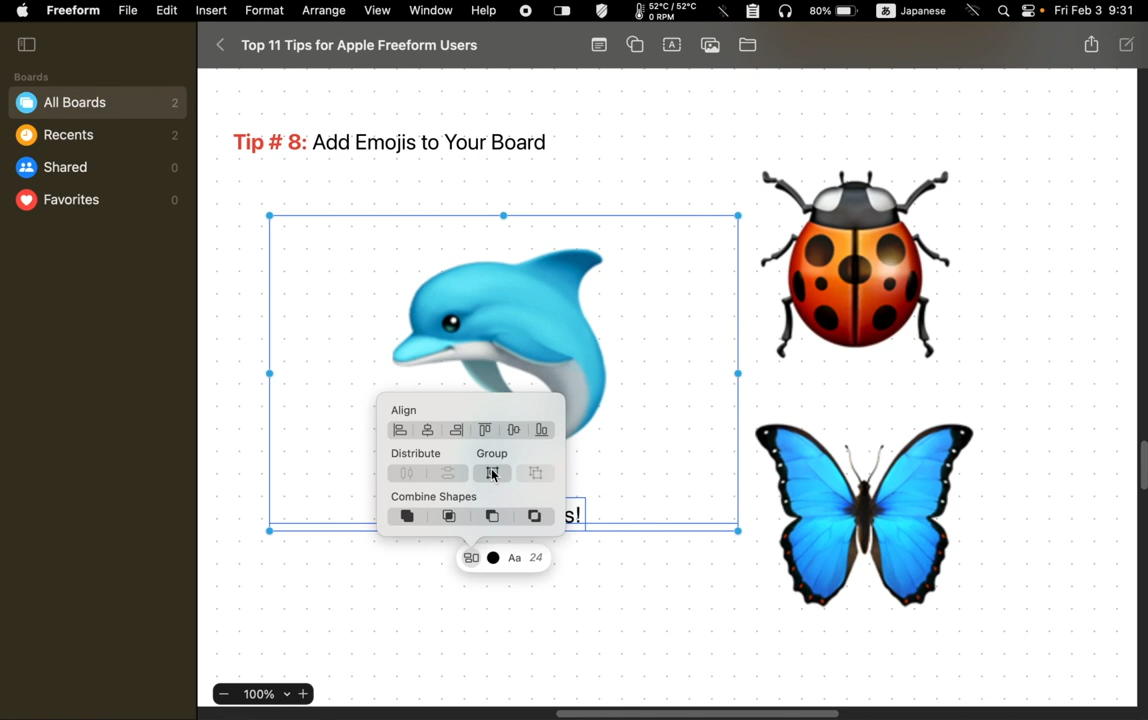 Freeform File Edit Insert Format Arrange View Window Help 52°C / 52°C 0 RPM 80% あ Japanese Fri Feb 3 9:31
Top 11 Tips for Apple Freeform Users
Boards
All Boards 2
Recents 2
Shared 0
Favorites 0
Tip # 8: Add Emojis to Your Board
Align
Distribute Group
Combine Shapes
s!
Aa 24
100%